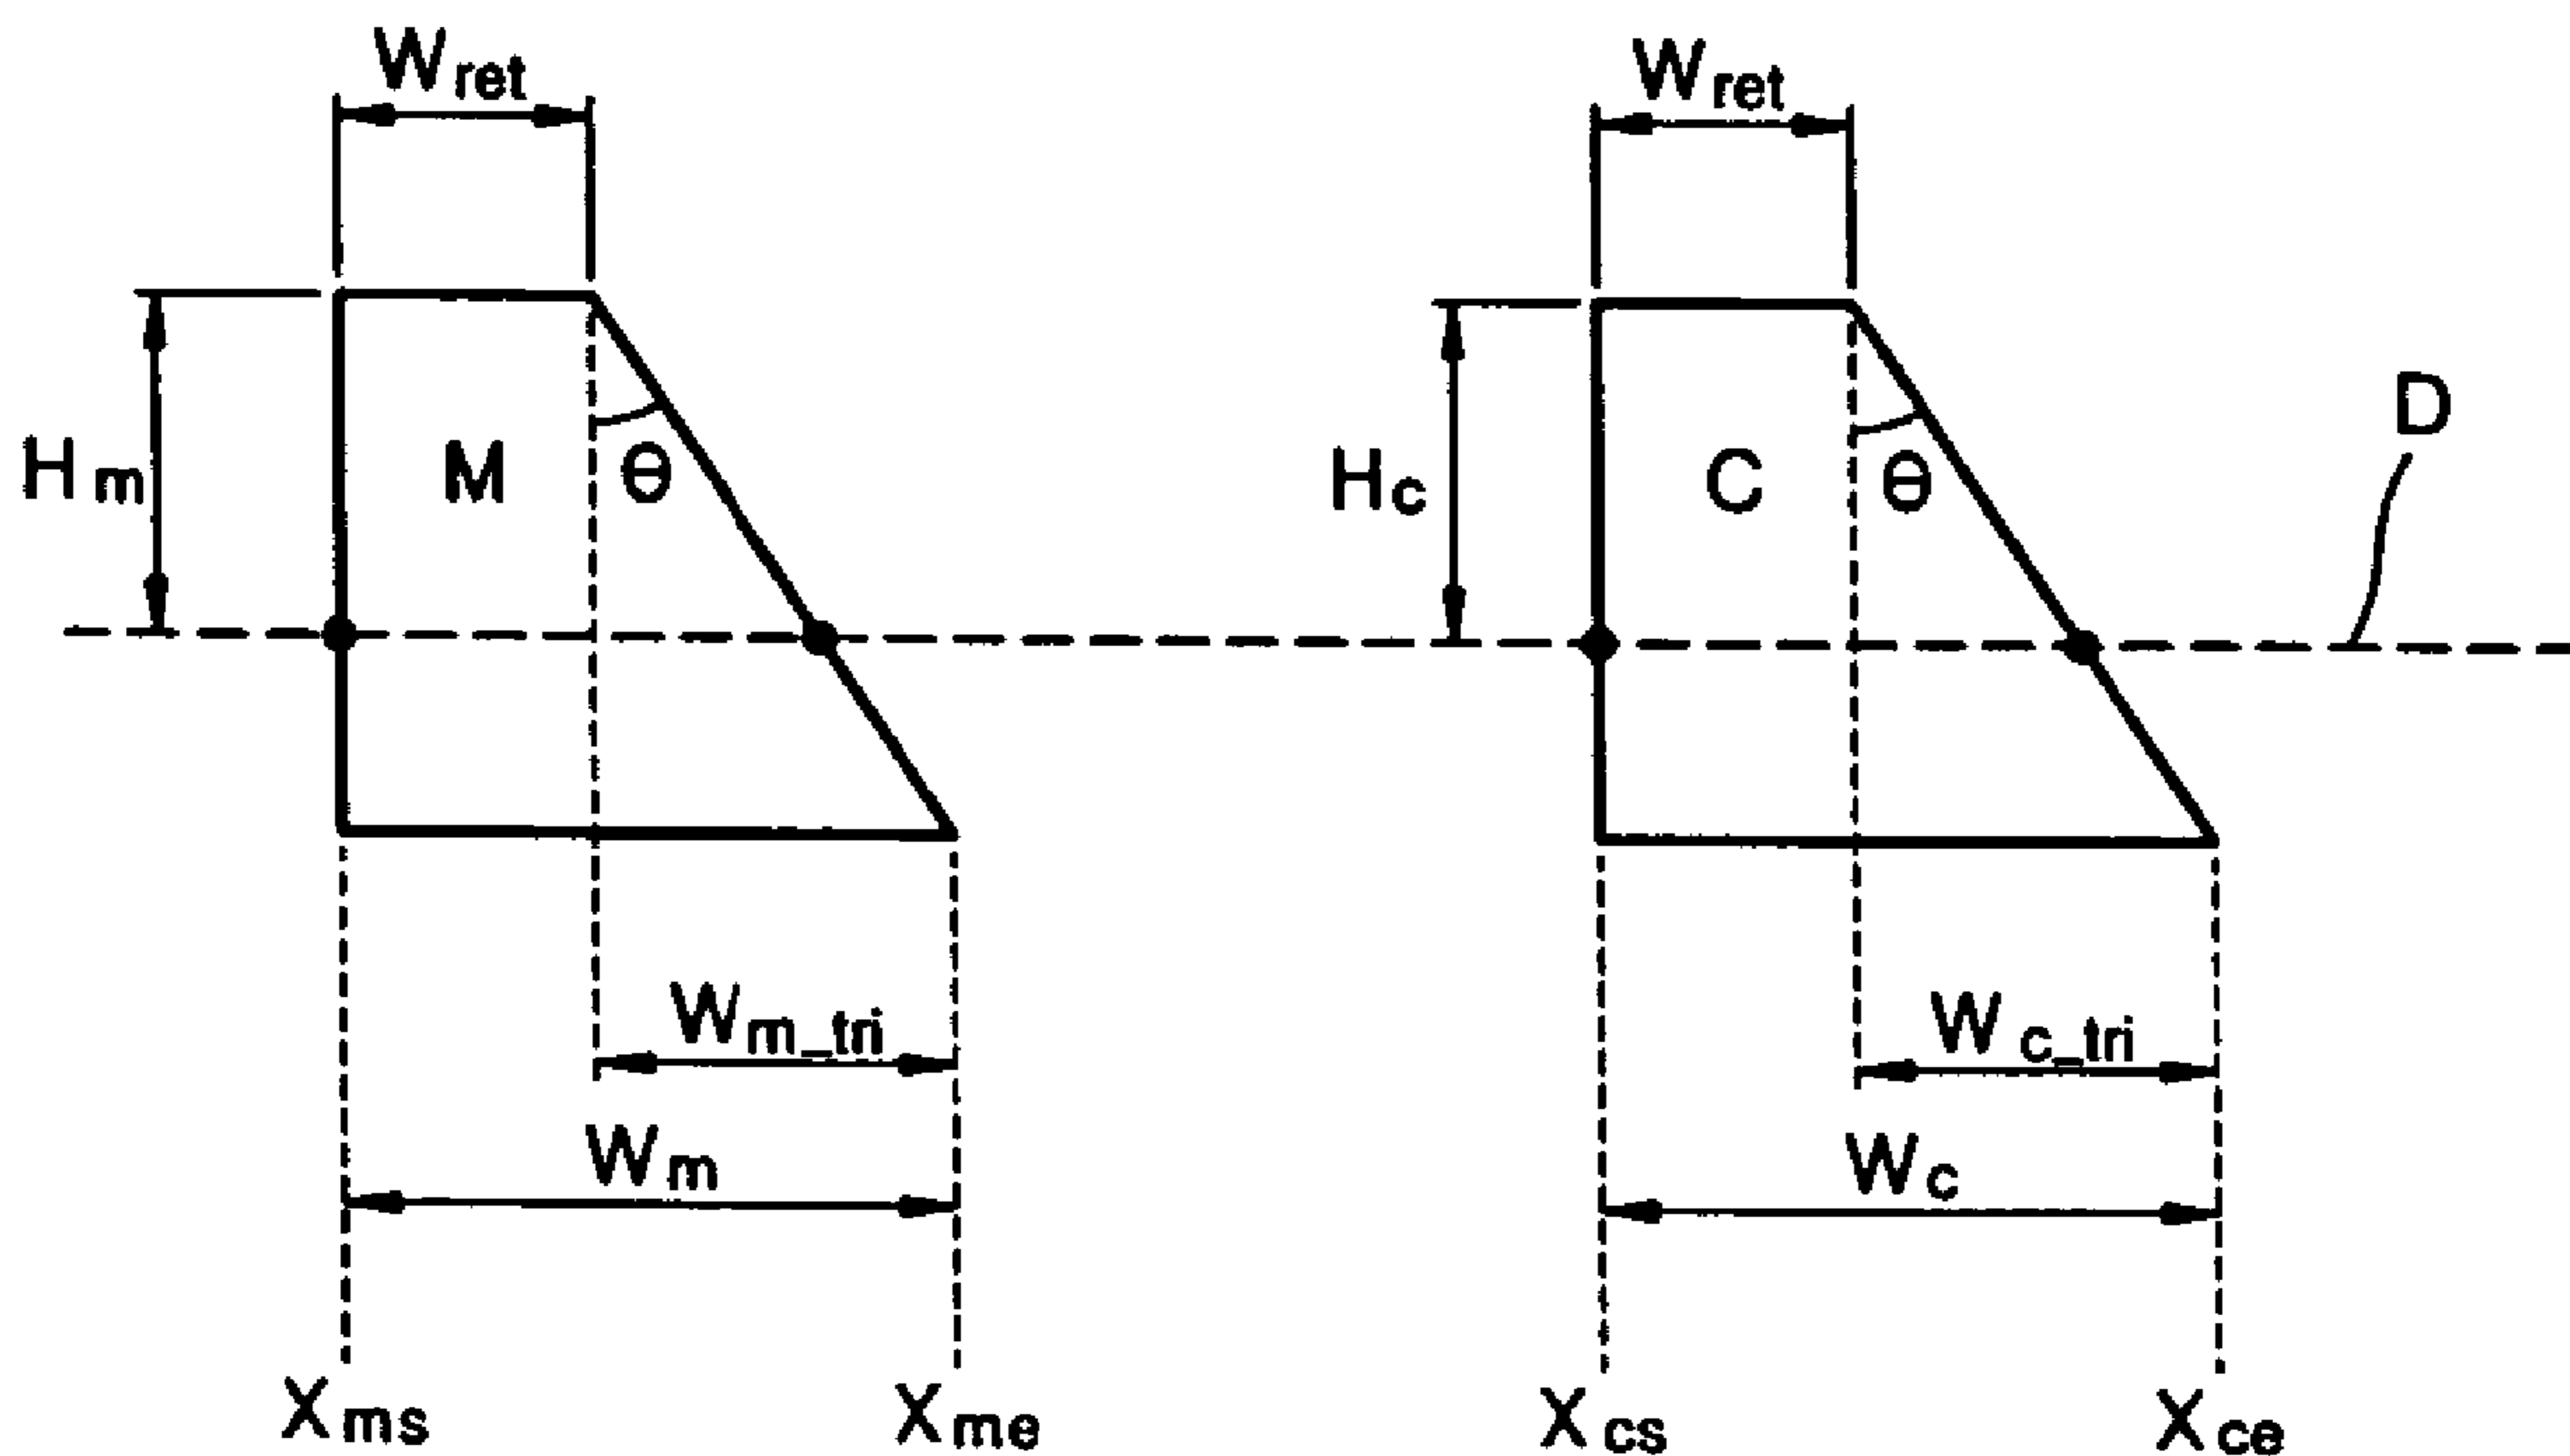 Wret Wret
D
Hm M Θ Hc C Θ
Wm_tri Wc_tri
Wm Wc
Xms Xme Xcs Xce